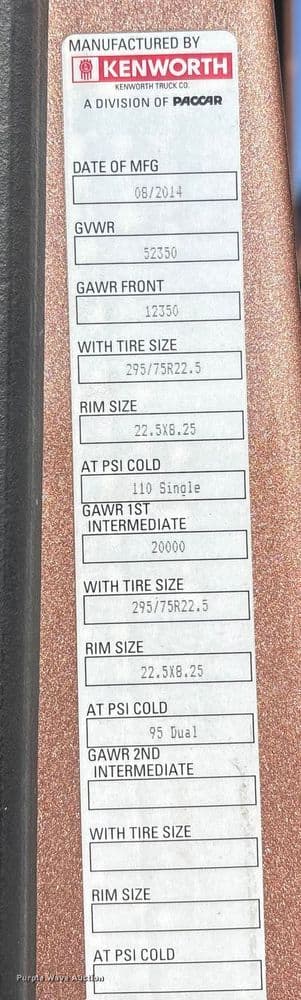 MANUFACTURED BY
KENWORTH
KENWORTH TRUCK CO.
A DIVISION OF PACCAR
DATE OF MFG
08/2014
GVWR
52350
GAWR FRONT
12350
WITH TIRE SIZE
295/75R22.5
RIM SIZE
22.5X8.25
AT PSI COLD
110 Single
GAWR 1ST
INTERMEDIATE
20000
WITH TIRE SIZE
295/75R22.5
RIM SIZE
22.5X8.25
AT PSI COLD
95 Dual
GAWR 2ND
INTERMEDIATE
WITH TIRE SIZE
RIM SIZE
AT PSI COLD
Purple Wave Auction